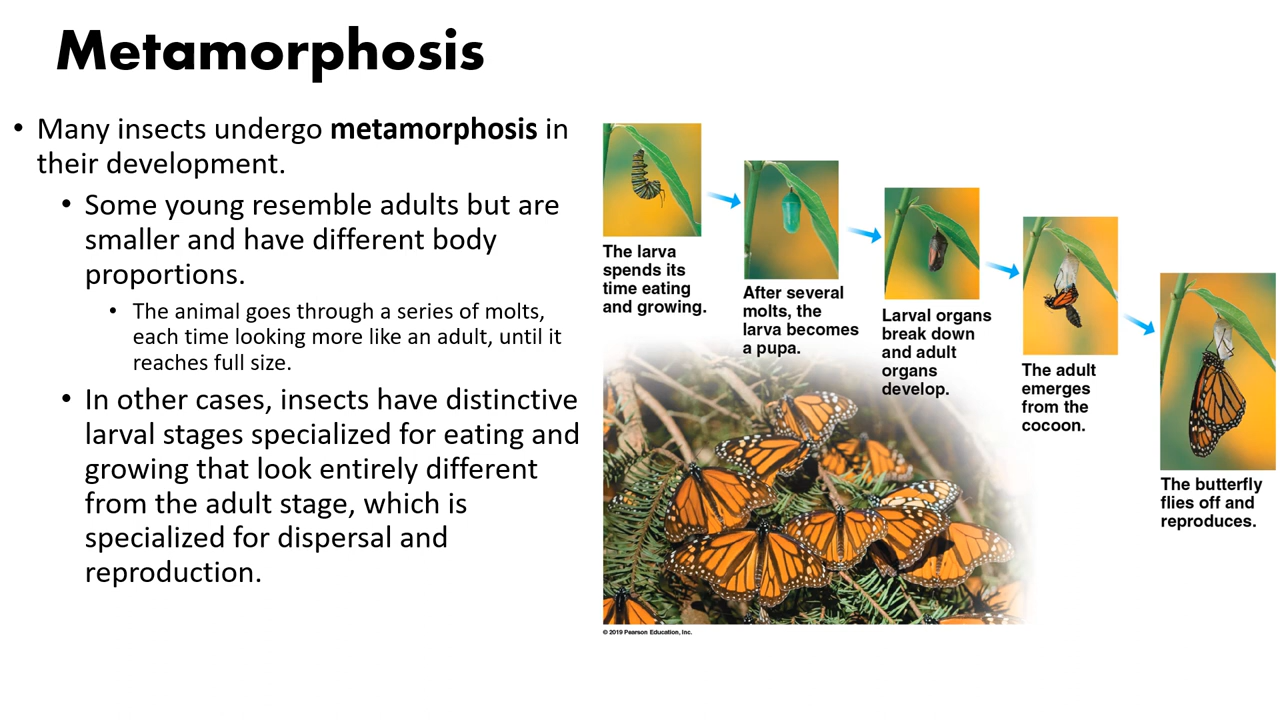 Metamorphosis
• Many insects undergo metamorphosis in
their development.
• Some young resemble adults but are
smaller and have different body
proportions.
• The animal goes through a series of molts,
each time looking more like an adult, until it
reaches full size.
• In other cases, insects have distinctive
larval stages specialized for eating and
growing that look entirely different
from the adult stage, which is
specialized for dispersal and
reproduction.
The larva
spends its
time eating
and growing.
After several
molts, the
larva becomes
a pupa.
Larval organs
break down
and adult
organs
develop.
The adult
emerges
from the
cocoon.
The butterfly
flies off and
reproduces.
© 2019 Pearson Education, Inc.